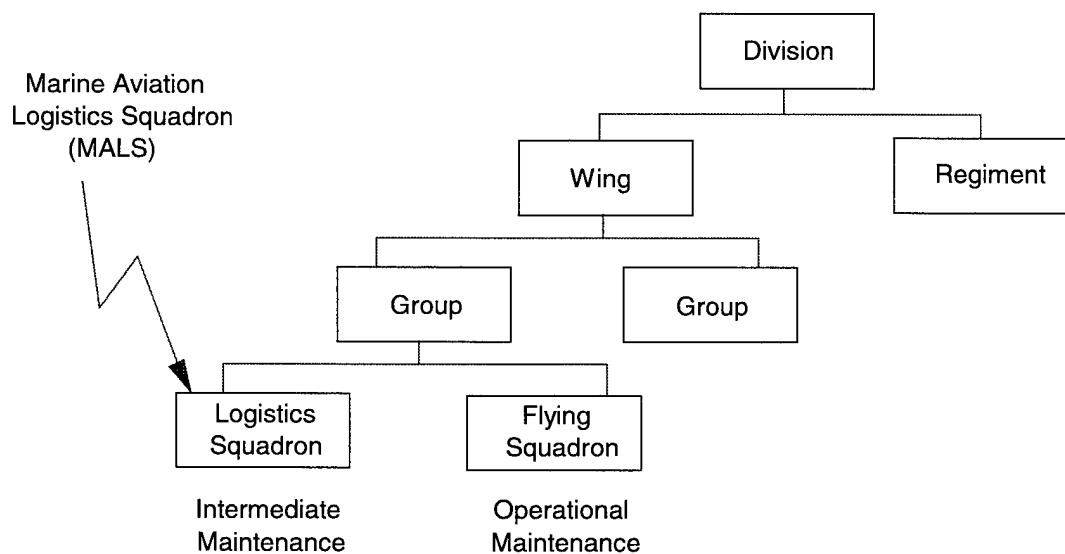 Division
Marine Aviation
Logistics Squadron
(MALS)
Wing
Regiment
Group
Group
Logistics
Squadron
Flying
Squadron
Intermediate
Maintenance
Operational
Maintenance